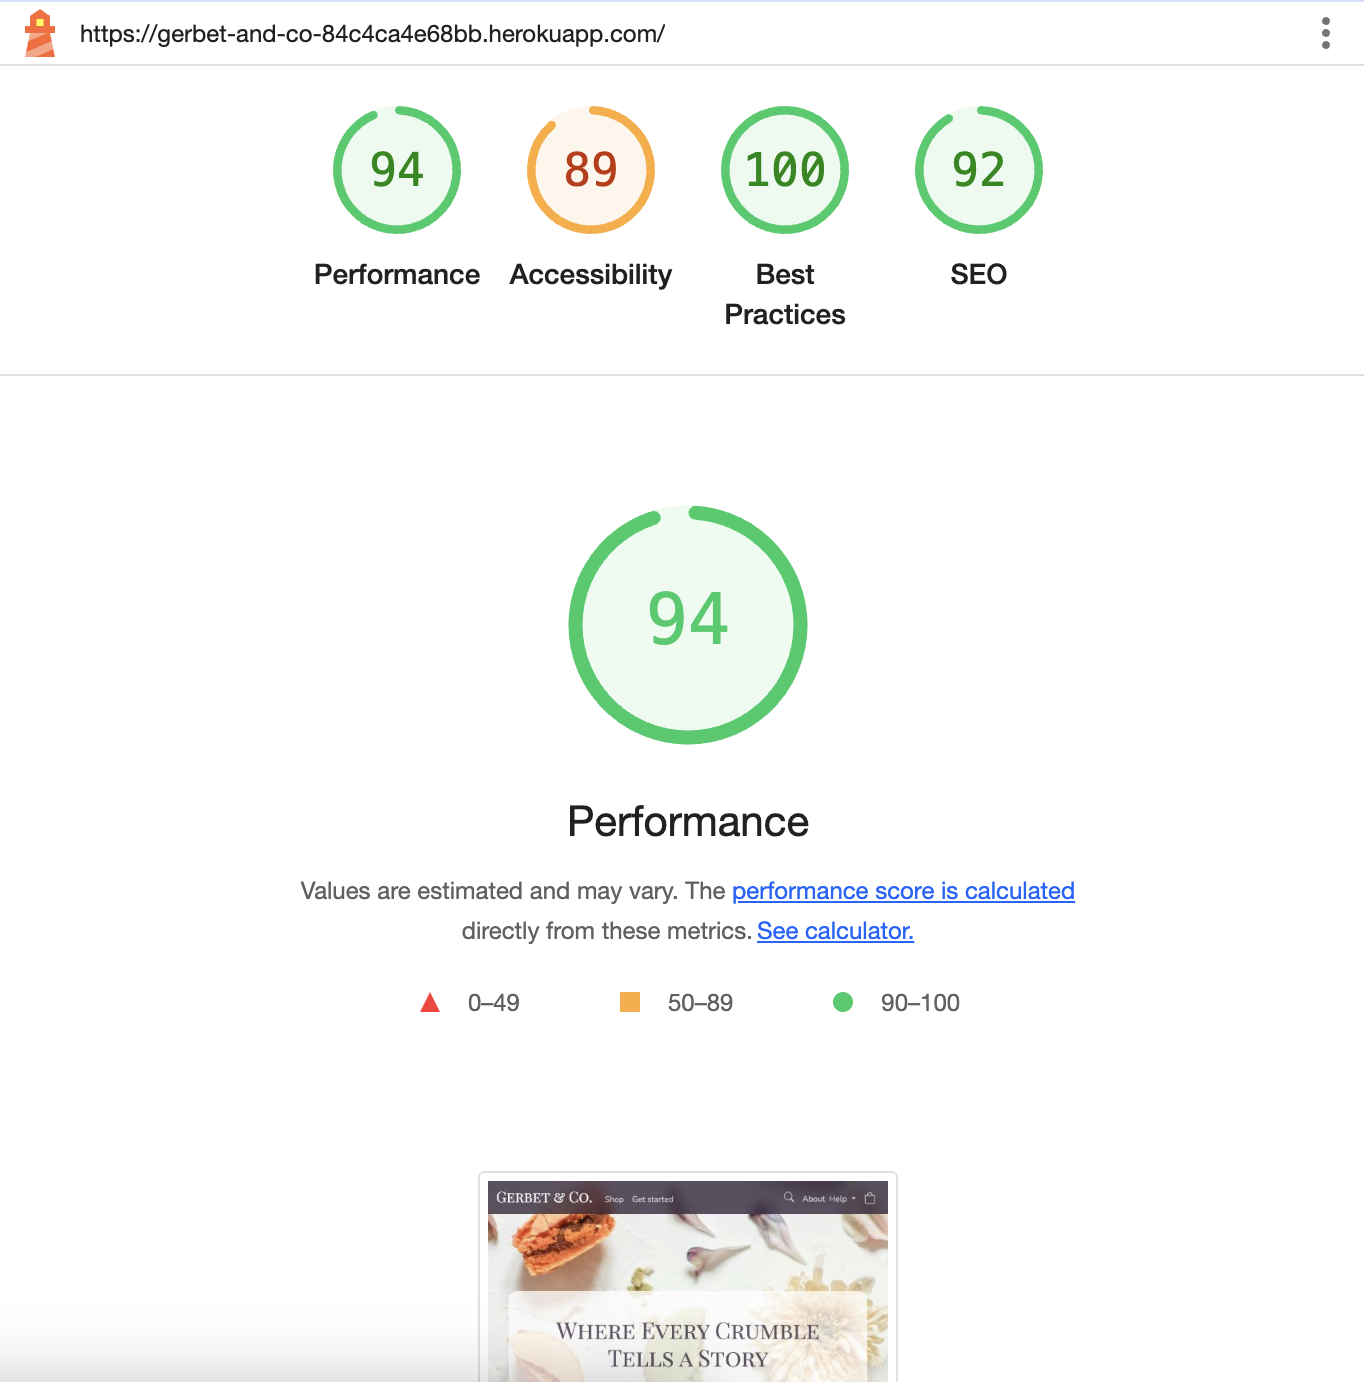 https://gerbet-and-co-84c4ca4e68bb.herokuapp.com/
94
89
100
92
Performance
Accessibility
Best
Practices
SEO
94
Performance
Values are estimated and may vary. The performance score is calculated
directly from these metrics. See calculator.
0–49
50–89
90–100
GERBET & CO. Shop Get started About Help
WHERE EVERY CRUMBLE
TELLS A STORY